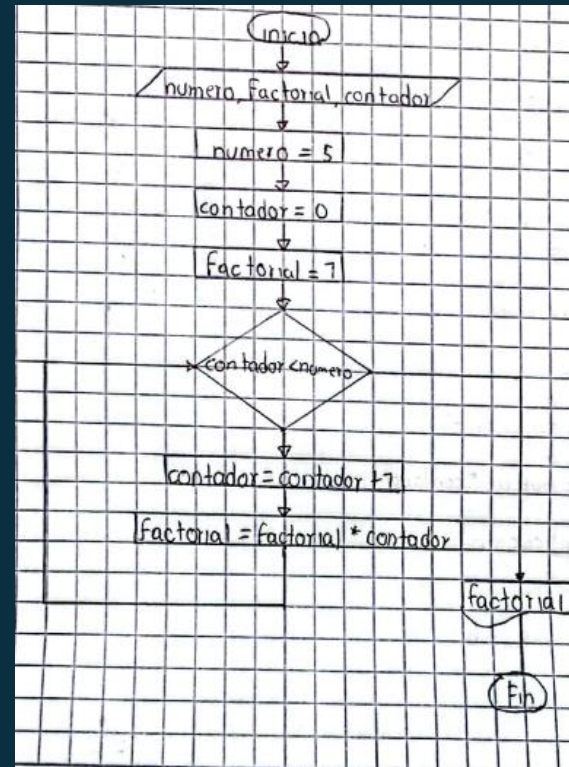 inicio
numero, factorial, contador
numero = 5
contador = 0
factorial = 1
contador<numero
contador = contador +1
factorial = factorial * contador
factorial
Fin